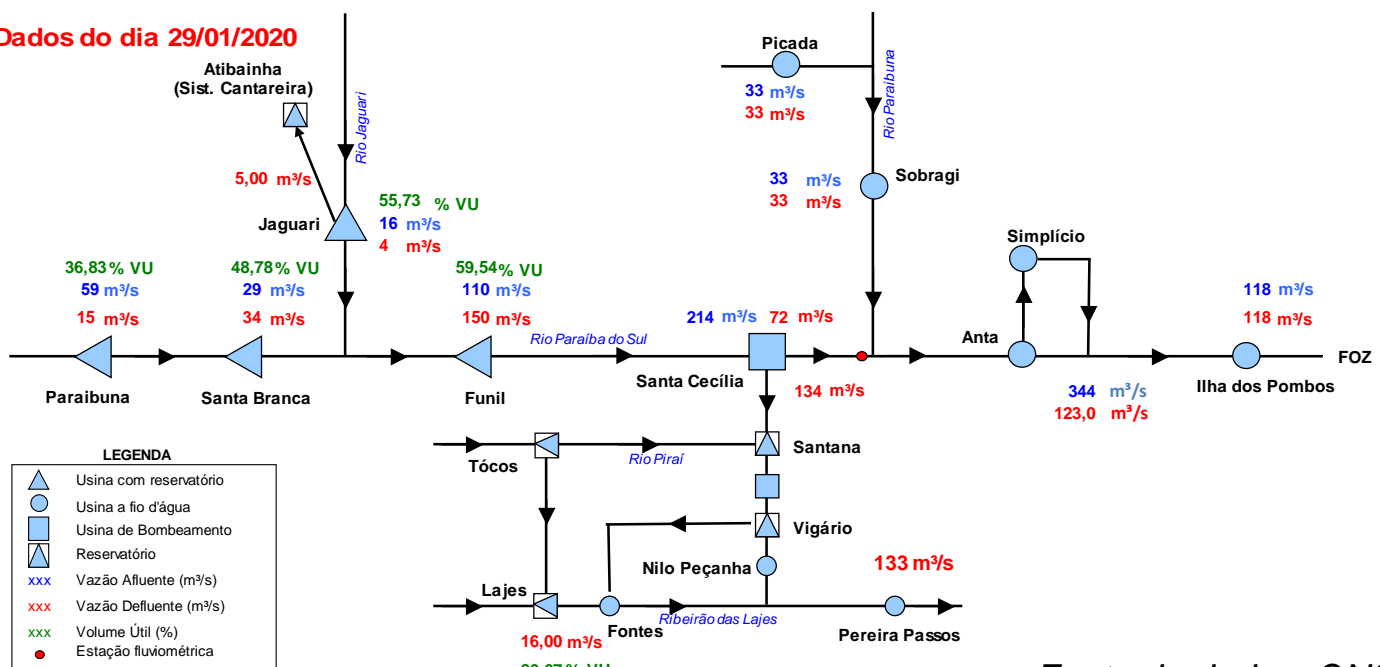 Dados do dia 29/01/2020
Atibainha
(Sist. Cantareira)
Rio Jaguari
5,00 m³/s
Jaguari
55,73 % VU
16 m³/s
4 m³/s
Picada
33 m³/s
33 m³/s
Rio Paraibuna
33 m³/s
33 m³/s
Sobragi
Simplício
36,83% VU
59 m³/s
15 m³/s
Paraibuna
48,78% VU
29 m³/s
34 m³/s
Santa Branca
59,54% VU
110 m³/s
150 m³/s
Funil
Rio Paraíba do Sul
214 m³/s 72 m³/s
Santa Cecília
134 m³/s
Anta
344 m³/s
123,0 m³/s
118 m³/s
118 m³/s
Ilha dos Pombos
FOZ
Tócos
Rio Piraí
Santana
Vigário
Nilo Peçanha
133 m³/s
Lajes
Fontes
Ribeirão das Lajes
Pereira Passos
16,00 m³/s
LEGENDA
Usina com reservatório
Usina a fio d'água
Usina de Bombeamento
Reservatório
xxx Vazão Afluente (m³/s)
xxx Vazão Defluente (m³/s)
xxx Volume Útil (%)
Estação fluviométrica